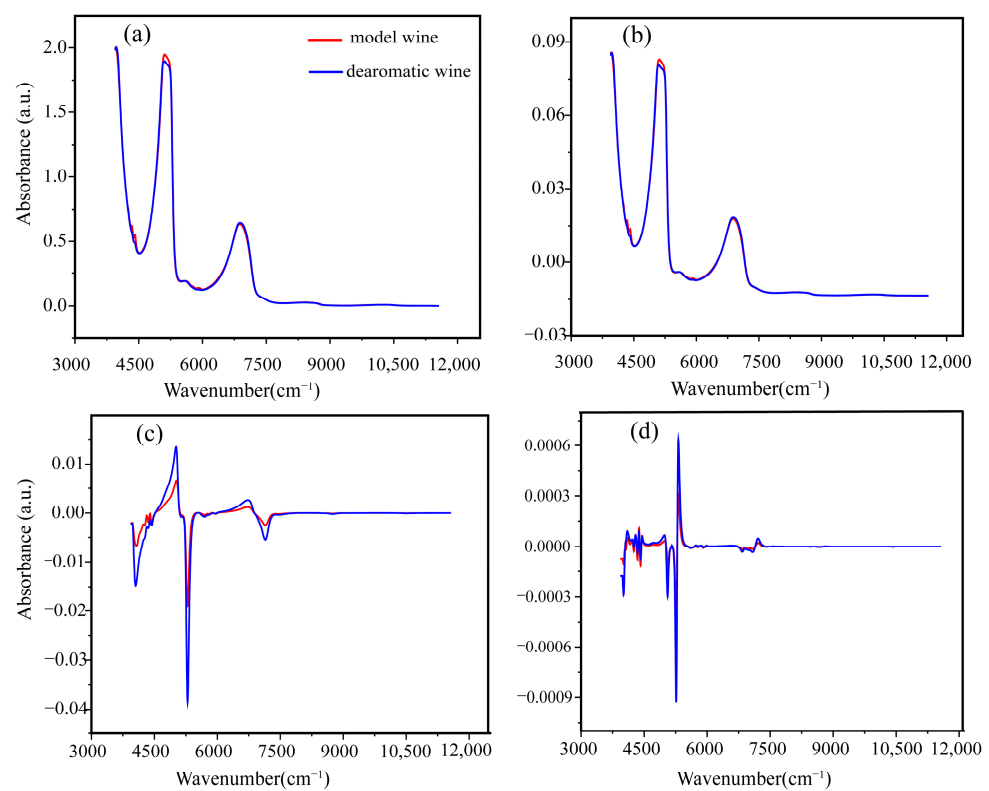 (a)
model wine
dearomatic wine
2.0
1.5
1.0
0.5
0.0
Absorbance (a.u.)
3000 4500 6000 7500 9000 10,500 12,000
Wavenumber(cm⁻¹)
(b)
0.09
0.06
0.03
0.00
−0.03
3000 4500 6000 7500 9000 10,500 12,000
Wavenumber(cm⁻¹)
(c)
0.01
0.00
−0.01
−0.02
−0.03
−0.04
Absorbance (a.u.)
3000 4500 6000 7500 9000 10,500 12,000
Wavenumber(cm⁻¹)
(d)
0.0006
0.0003
0.0000
−0.0003
−0.0006
−0.0009
3000 4500 6000 7500 9000 10,500 12,000
Wavenumber(cm⁻¹)